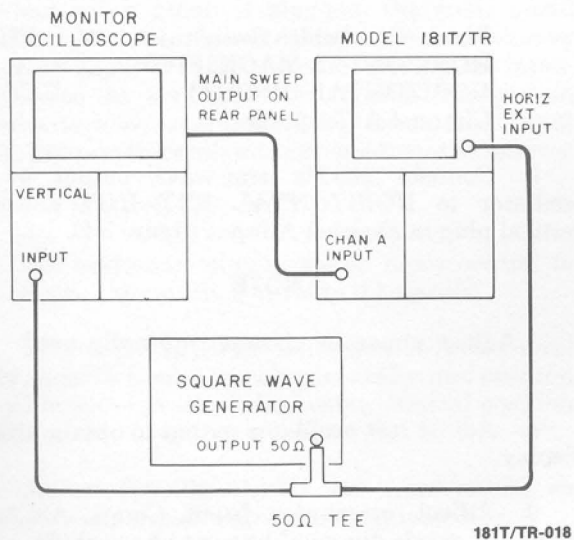 MONITOR
OCILLOSCOPE
MODEL 181T/TR
MAIN SWEEP
OUTPUT ON
REAR PANEL
HORIZ
EXT
INPUT
VERTICAL
INPUT
CHAN A
INPUT
SQUARE WAVE
GENERATOR
OUTPUT 50Ω
50Ω TEE
181T/TR-018